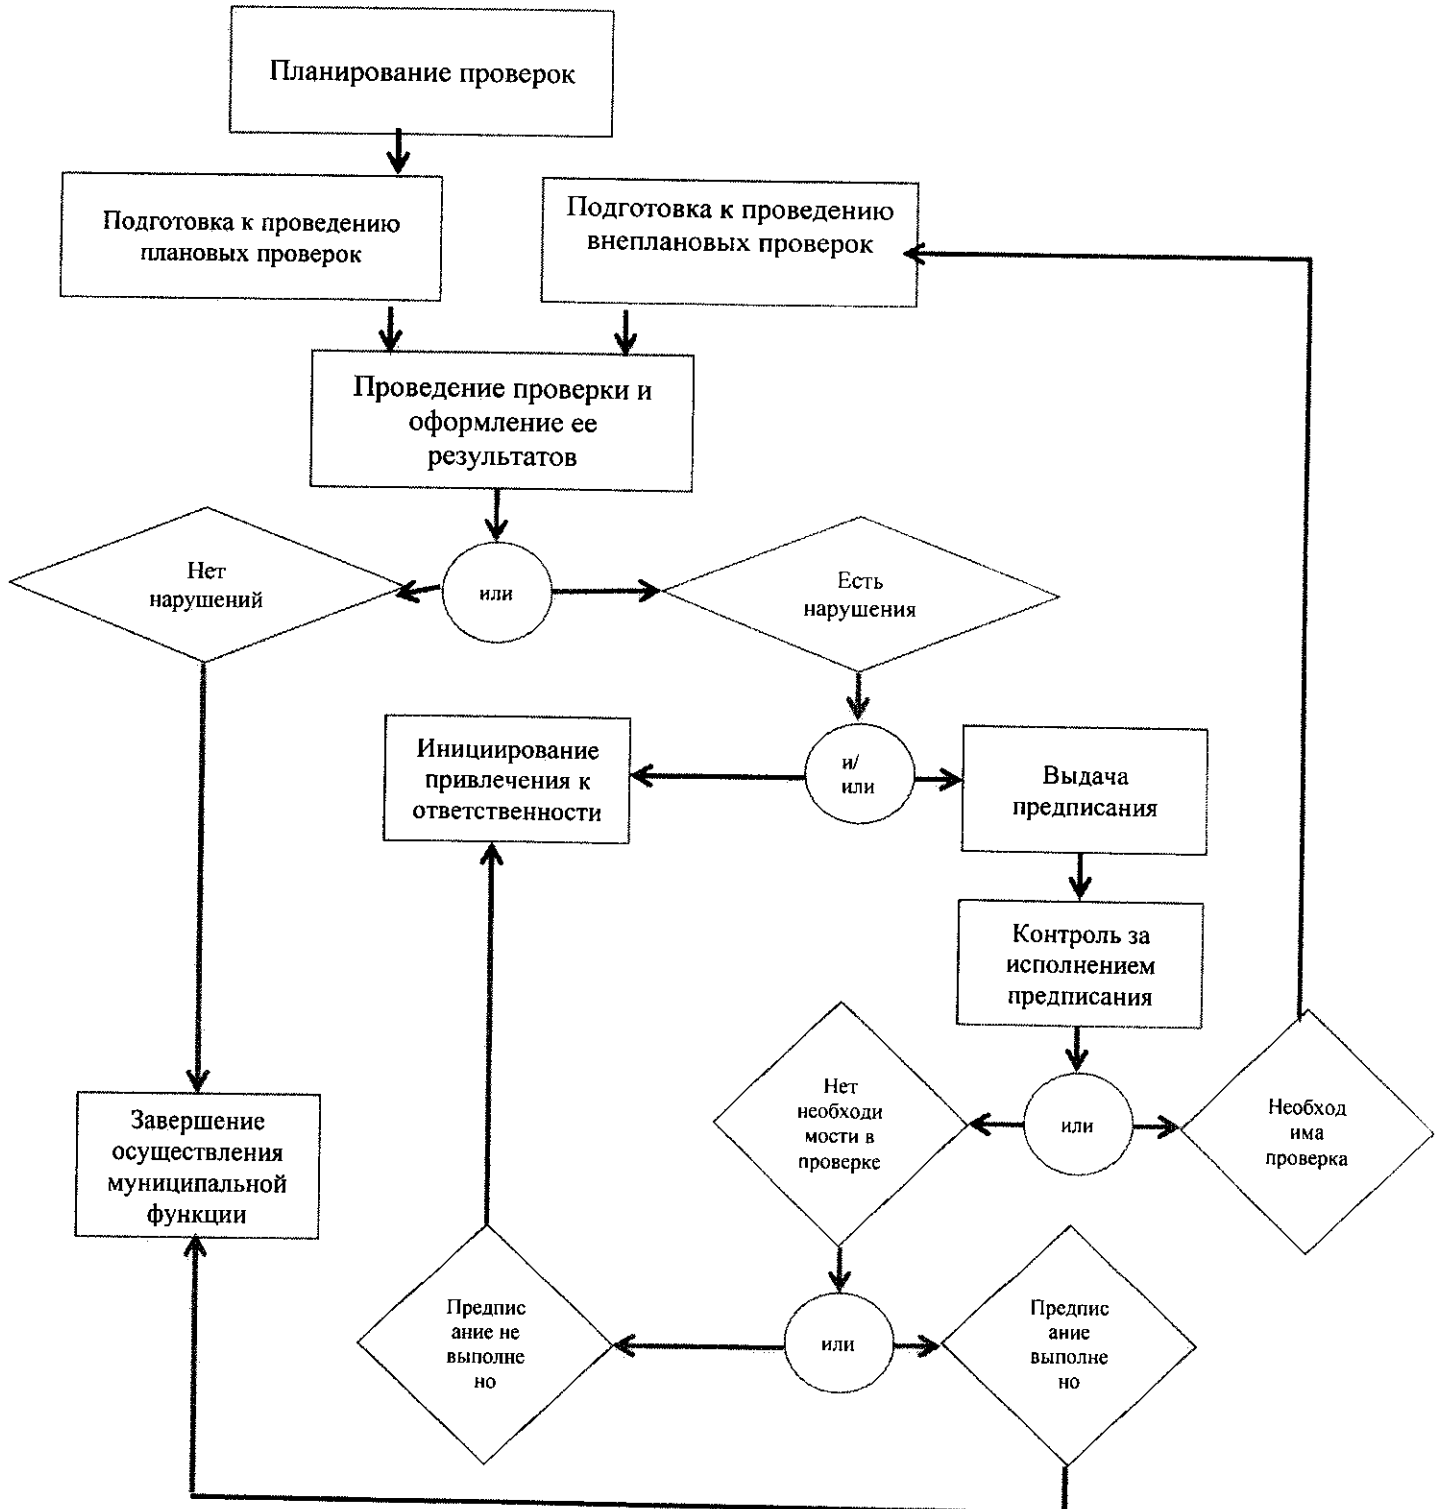 Планирование проверок
Подготовка к проведению
плановых проверок
Подготовка к проведению
внеплановых проверок
Проведение проверки и
оформление ее
результатов
Нет
нарушений
или
Есть
нарушения
Инициирование
привлечения к
ответственности
и/
или
Выдача
предписания
Контроль за
исполнением
предписания
Нет
необходи
мости в
проверке
или
Необход
има
проверка
Завершение
осуществления
муниципальной
функции
Предпис
ание не
выполне
но
или
Предпис
ание
выполне
но